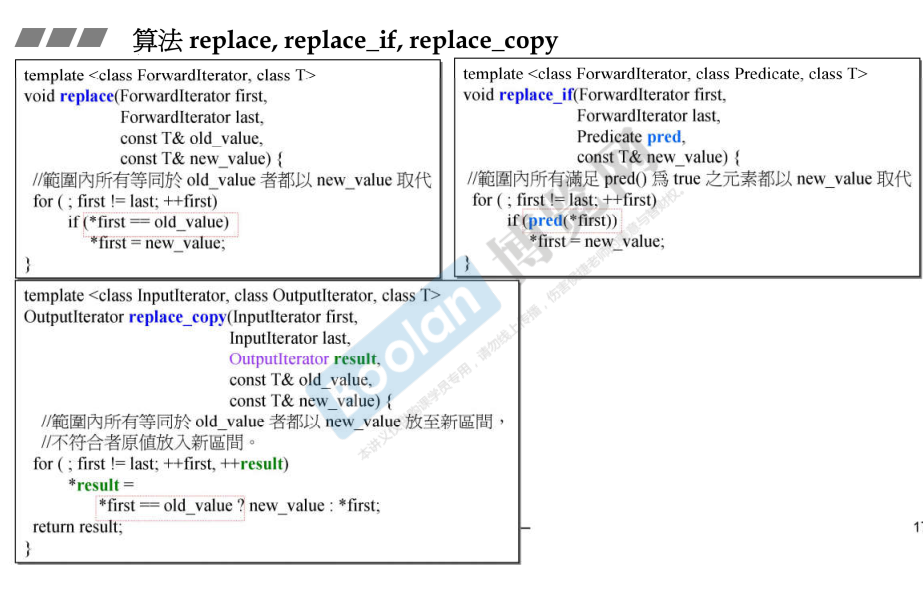 算法 replace, replace_if, replace_copy
template <class ForwardIterator, class T>
void replace(ForwardIterator first,
ForwardIterator last,
const T& old_value,
const T& new_value) {
//範圍內所有等同於 old_value 者都以 new_value 取代
for ( ; first != last; ++first)
if (*first == old_value)
*first = new_value;
}
template <class ForwardIterator, class Predicate, class T>
void replace_if(ForwardIterator first,
ForwardIterator last,
Predicate pred,
const T& new_value) {
//範圍內所有滿足 pred() 爲 true 之元素都以 new_value 取代
for ( ; first != last; ++first)
if (pred(*first))
*first = new_value;
}
template <class InputIterator, class OutputIterator, class T>
OutputIterator replace_copy(InputIterator first,
InputIterator last,
OutputIterator result,
const T& old_value,
const T& new_value) {
//範圍內所有等同於 old_value 者都以 new_value 放至新區間，
//不符合者原值放入新區間。
for ( ; first != last; ++first, ++result)
*result =
*first == old_value ? new_value : *first;
return result;
}
Koolan 博览网